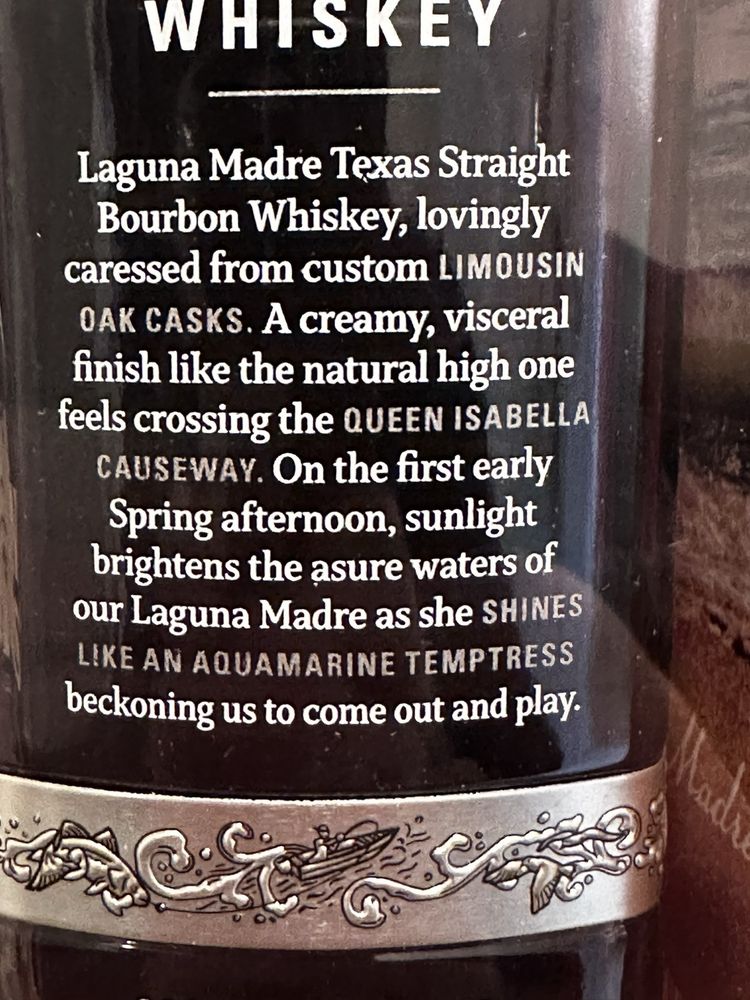 WHISKEY
Laguna Madre Texas Straight
Bourbon Whiskey, lovingly
caressed from custom LIMOUSIN
OAK CASKS. A creamy, visceral
finish like the natural high one
feels crossing the QUEEN ISABELLA
CAUSEWAY. On the first early
Spring afternoon, sunlight
brightens the asure waters of
our Laguna Madre as she SHINES
LIKE AN AQUAMARINE TEMPTRESS
beckoning us to come out and play.
Madre